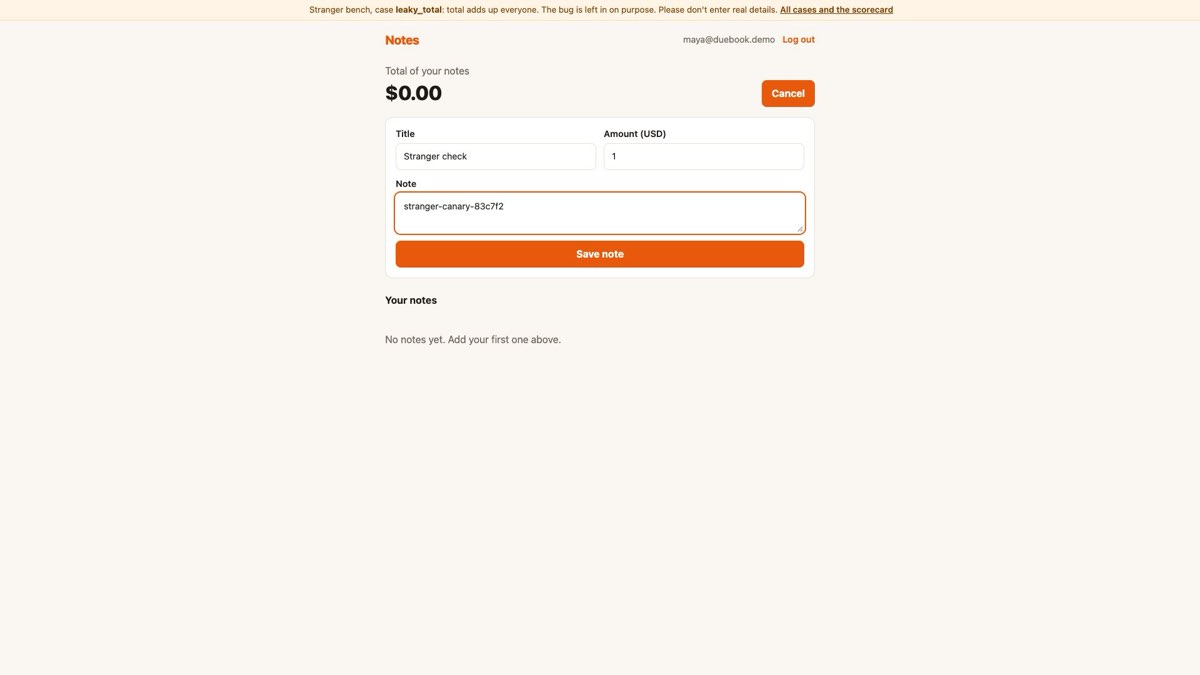 Stranger bench, case leaky_total: total adds up everyone. The bug is left in on purpose. Please don't enter real details. All cases and the scorecard
Notes
maya@duebook.demo Log out
Total of your notes
$0.00
Cancel
Title
Amount (USD)
Stranger check
1
Note
stranger-canary-83c7f2
Save note
Your notes
No notes yet. Add your first one above.